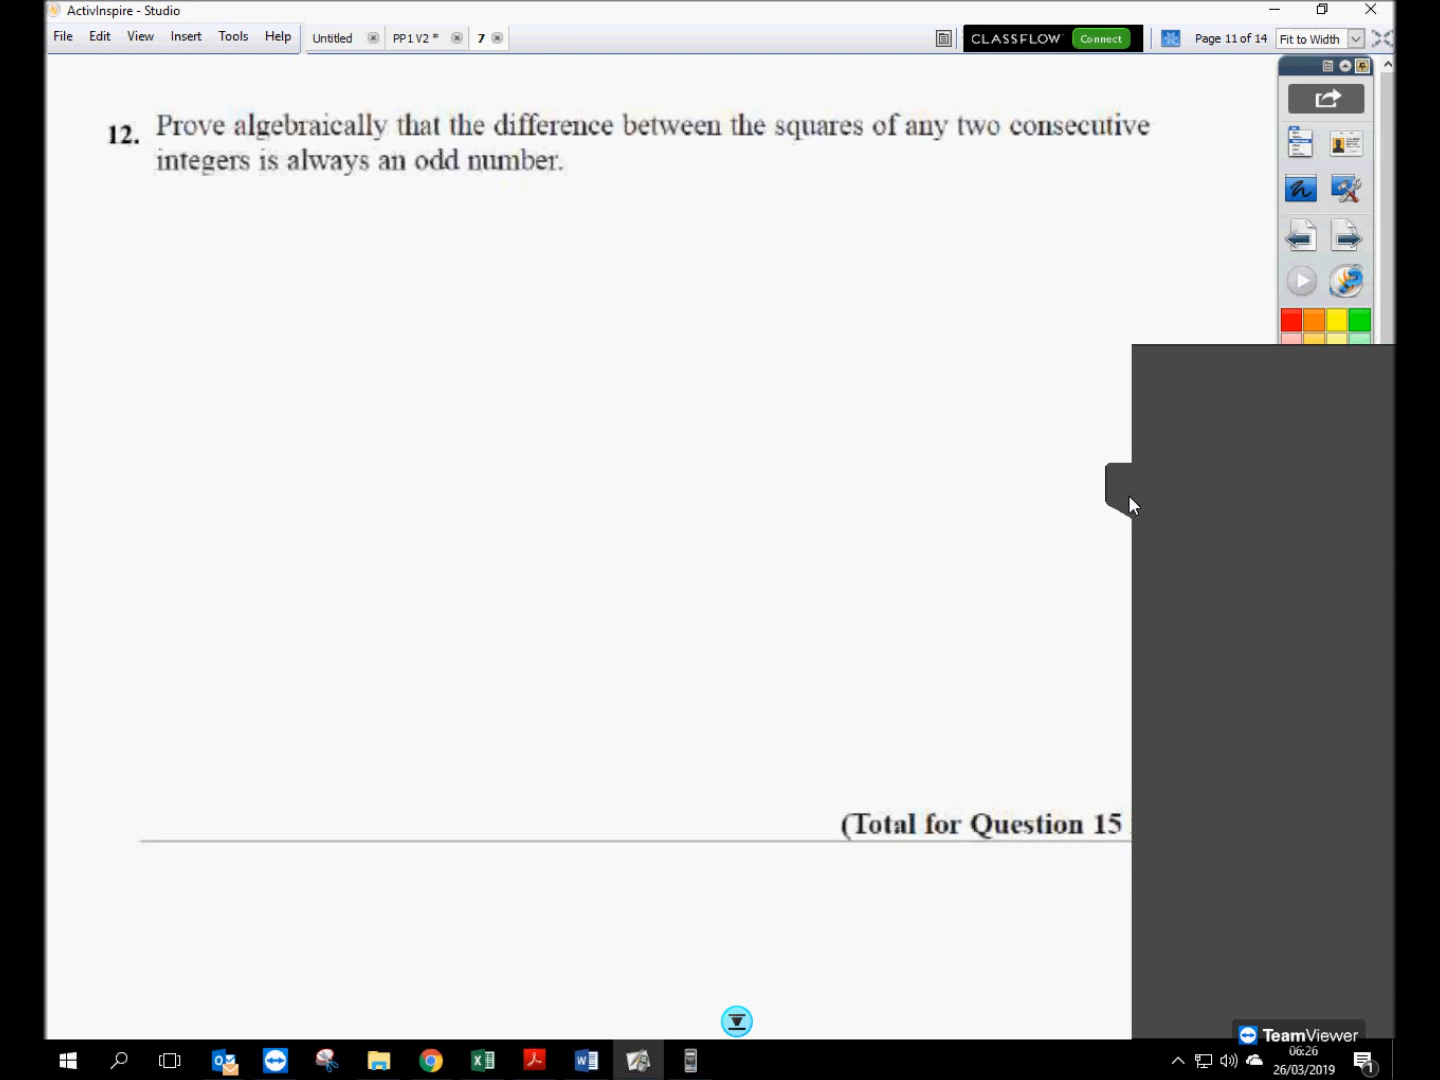 ActivInspire - Studio
File Edit View Insert Tools Help Untitled PP1 V2 * 7 CLASSFLOW Connect Page 11 of 14 Fit to Width
12. Prove algebraically that the difference between the squares of any two consecutive
integers is always an odd number.
(Total for Question 15
TeamViewer
06:26
26/03/2019
1